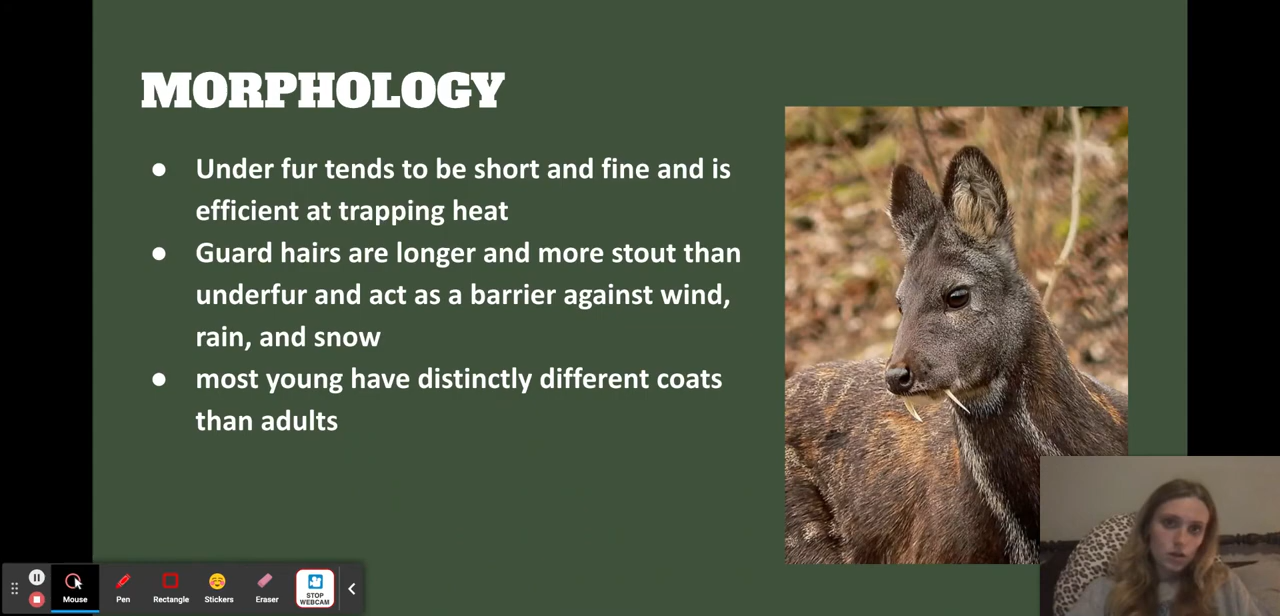 MORPHOLOGY
● Under fur tends to be short and fine and is
efficient at trapping heat
● Guard hairs are longer and more stout than
underfur and act as a barrier against wind,
rain, and snow
● most young have distinctly different coats
than adults
Mouse
Pen
Rectangle
Stickers
Eraser
STOP
WEBCAM